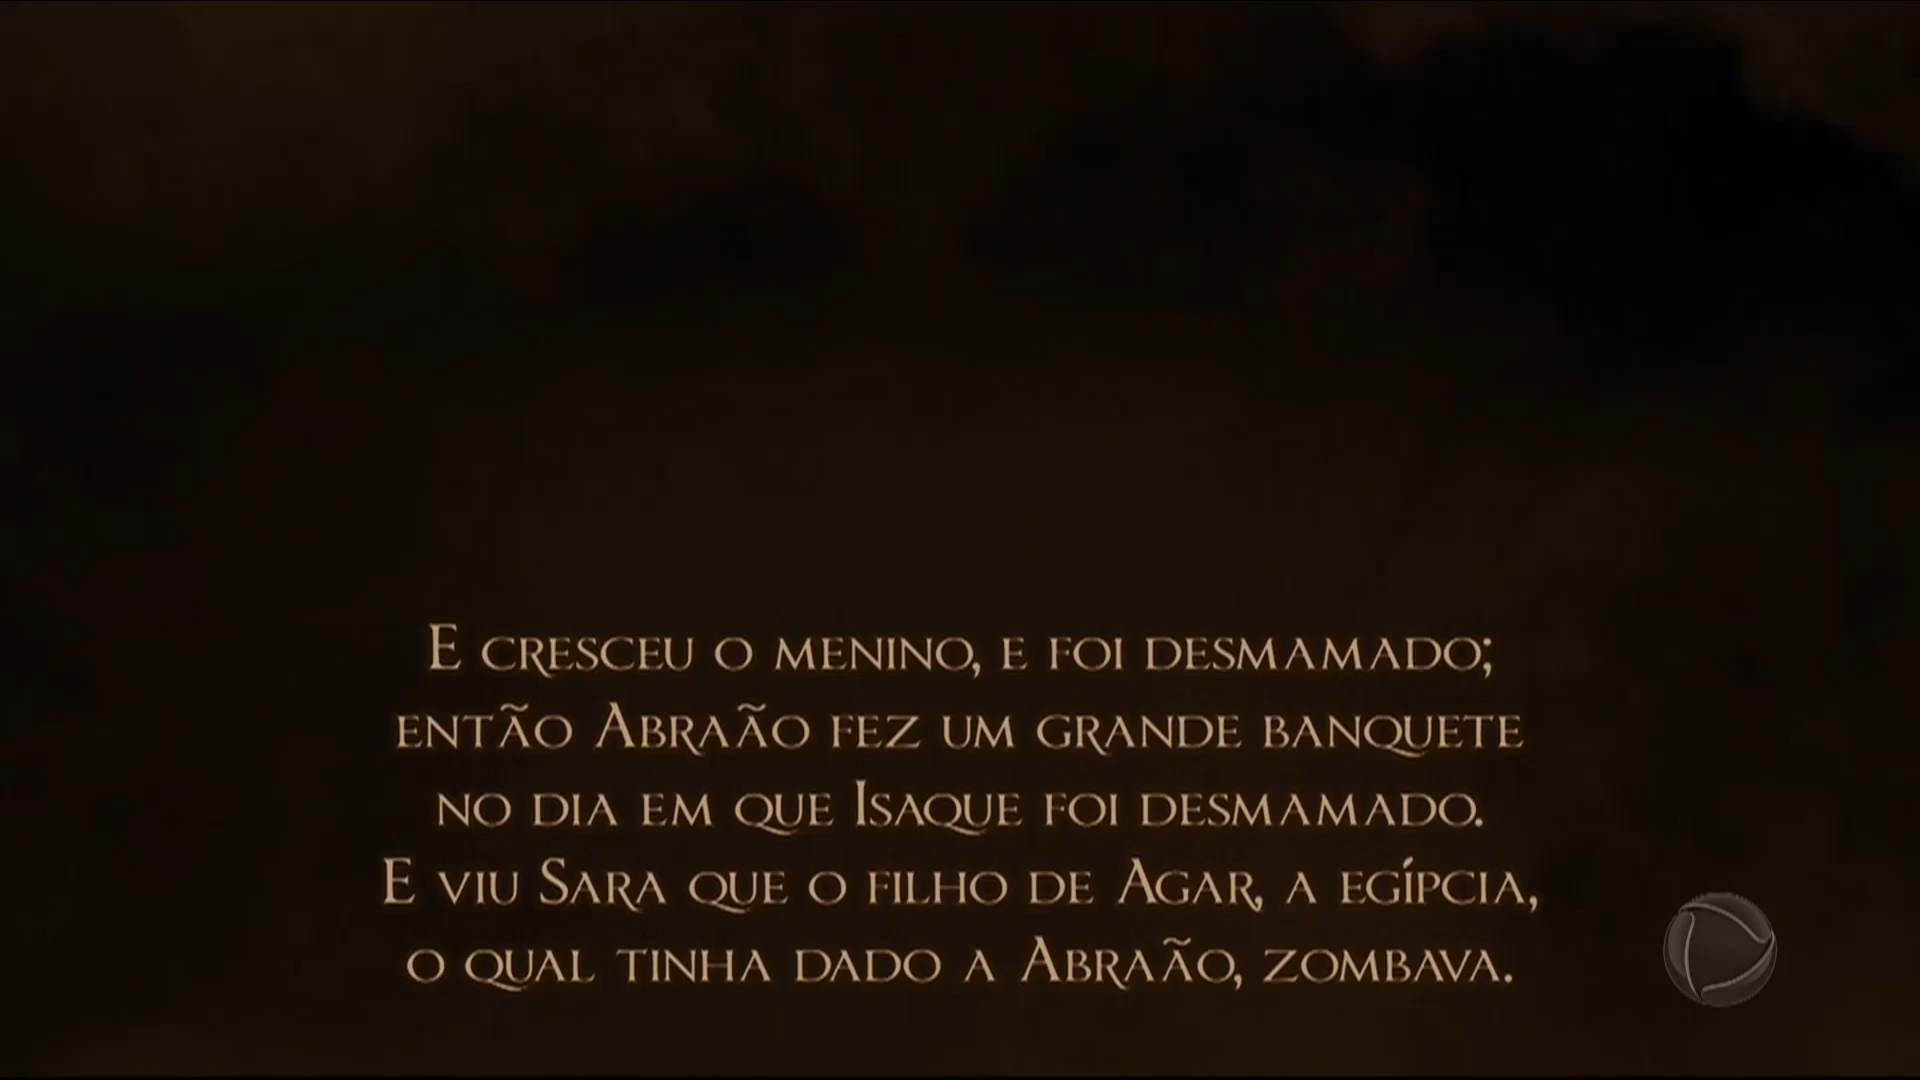 E cresceu o menino, e foi desmamado;
então Abraão fez um grande banquete
no dia em que Isaque foi desmamado.
E viu Sara que o filho de Agar, a egípcia,
o qual tinha dado a Abraão, zombava.